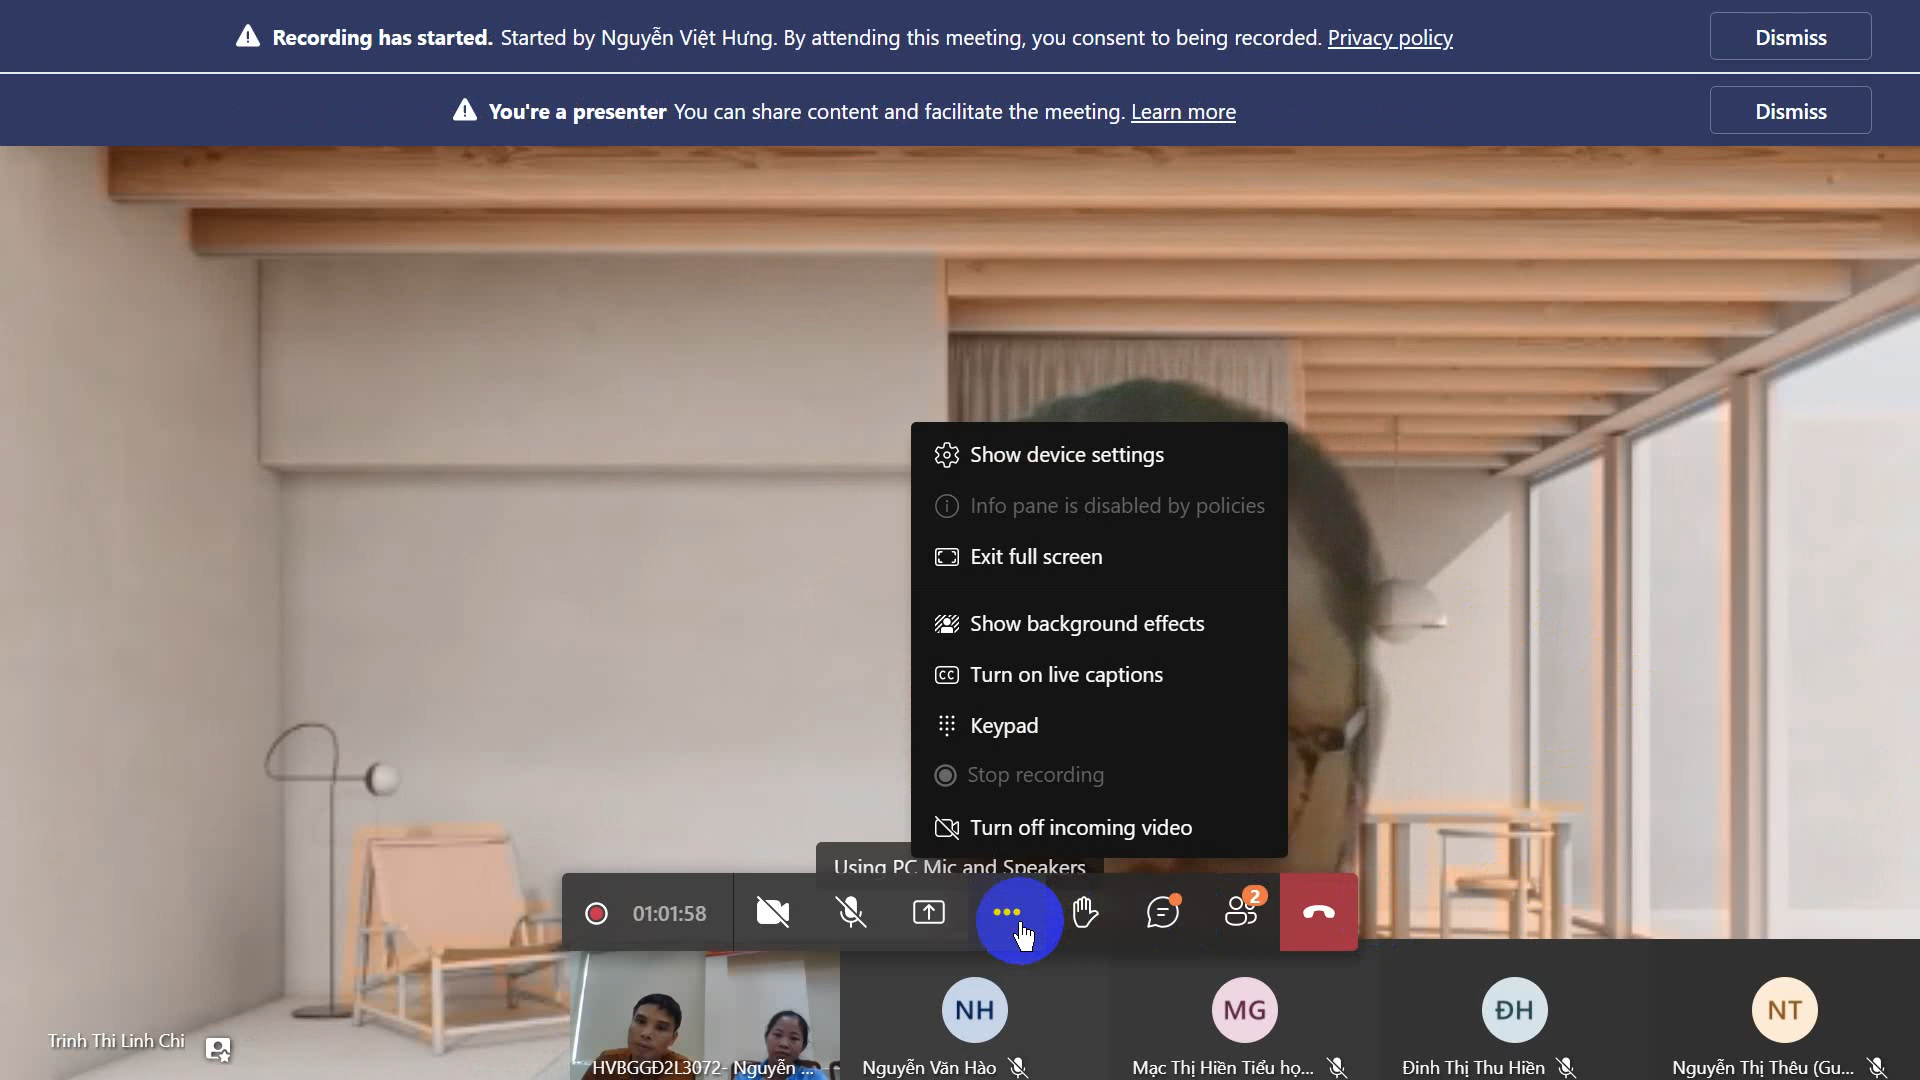 Recording has started. Started by Nguyễn Việt Hưng. By attending this meeting, you consent to being recorded. Privacy policy
Dismiss
You're a presenter You can share content and facilitate the meeting. Learn more
Dismiss
Show device settings
Info pane is disabled by policies
Exit full screen
Show background effects
Turn on live captions
Keypad
Stop recording
Turn off incoming video
Using PC Mic and Speakers
01:01:58
2
NH
MG
ĐH
NT
Trinh Thi Linh Chi
HVBGGĐ2L3072- Nguyễn ...
Nguyễn Văn Hào
Mạc Thị Hiền Tiểu họ...
Đinh Thị Thu Hiền
Nguyễn Thị Thêu (Gu...